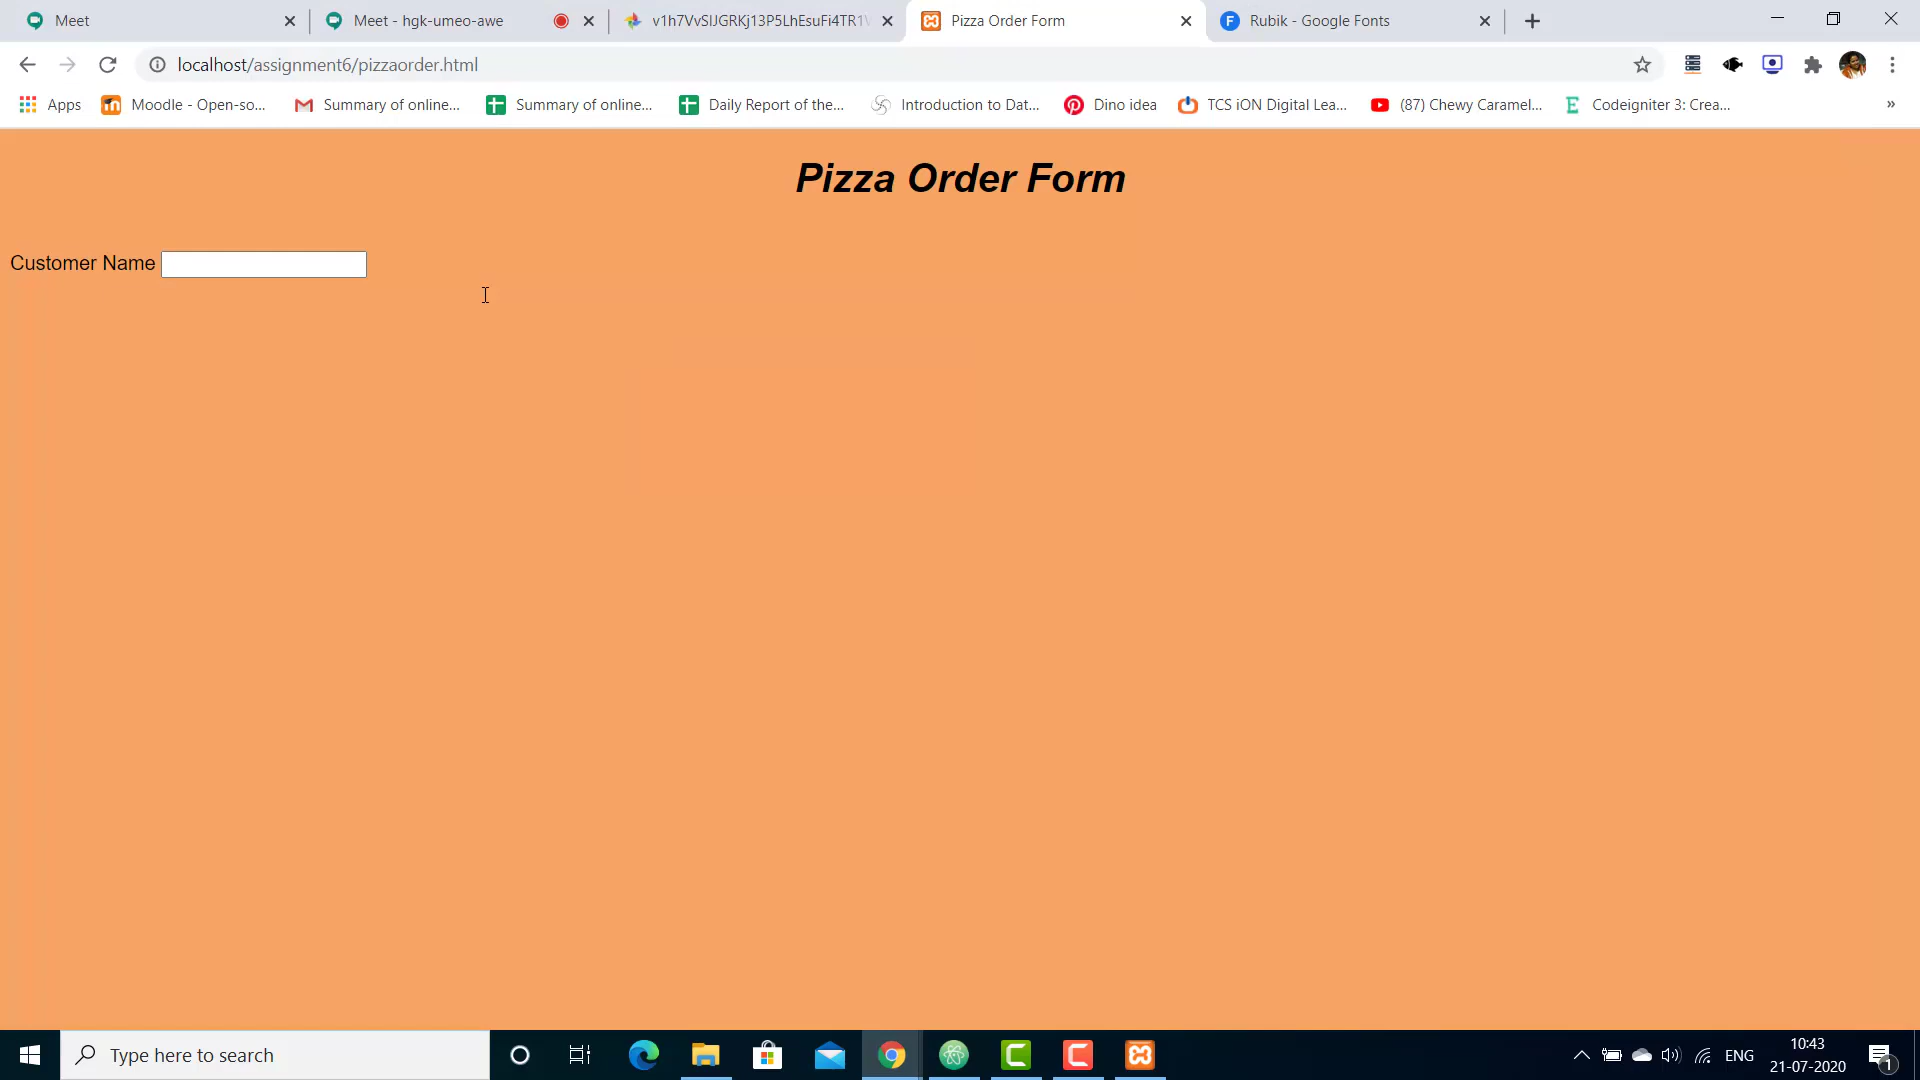 Meet
Meet - hgk-umeo-awe
v1h7VvSIJGRKj13P5LhEsuFi4TR1V
Pizza Order Form
Rubik - Google Fonts
localhost/assignment6/pizzaorder.html
Apps
Moodle - Open-so...
Summary of online...
Summary of online...
Daily Report of the...
Introduction to Dat...
Dino idea
TCS iON Digital Lea...
(87) Chewy Caramel...
Codeigniter 3: Crea...
»
Pizza Order Form
Customer Name
Type here to search
ENG
10:43
21-07-2020
1